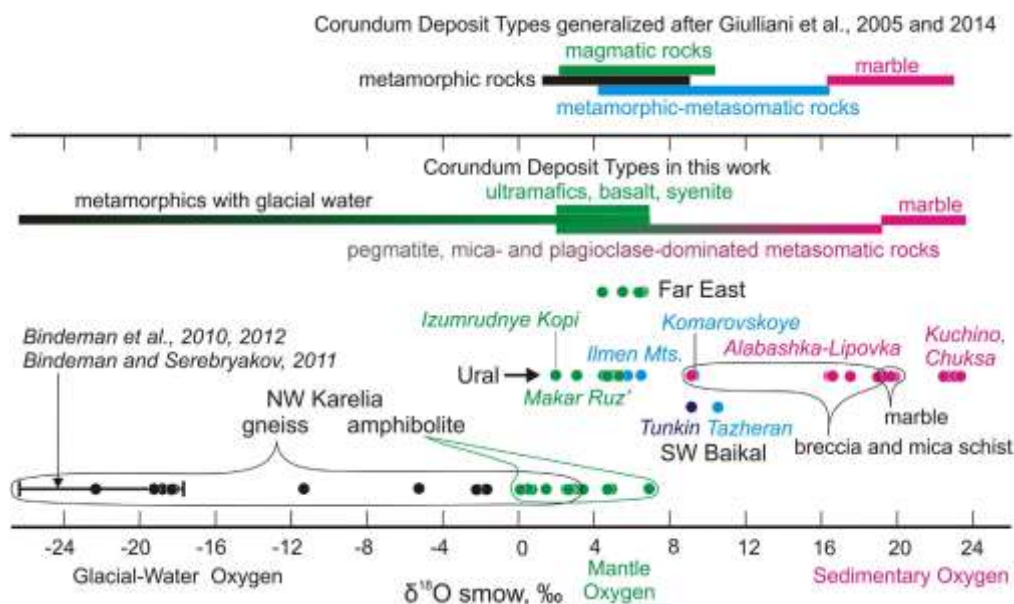 Corundum Deposit Types generalized after Giulliani et al., 2005 and 2014
magmatic rocks
metamorphic rocks
marble
metamorphic-metasomatic rocks
Corundum Deposit Types in this work
ultramafics, basalt, syenite
metamorphics with glacial water
marble
pegmatite, mica- and plagioclase-dominated metasomatic rocks
Far East
Izumrudnye Kopi
Komarovskoye
Bindeman et al., 2010, 2012
Bindeman and Serebryakov, 2011
Ilmen Mts.
Alabashka-Lipovka
Kuchino,
Chuksa
Ural
Makar Ruz'
NW Karelia
gneiss
amphibolite
Tunkin
Tazheran
SW Baikal
marble
breccia and mica schist
-24 -20 -16 -12 -8 -4 0 4 8 12 16 20 24
Glacial-Water Oxygen
δ¹⁸O smow, ‰
Mantle
Oxygen
Sedimentary Oxygen